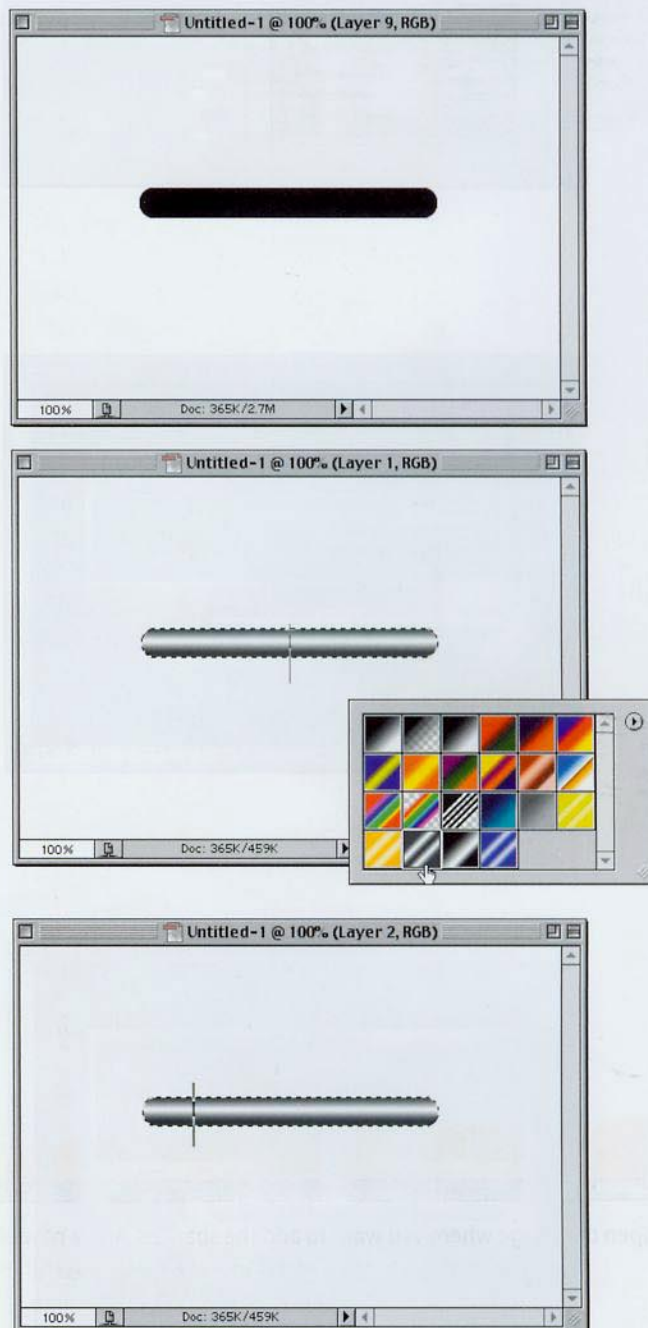 Untitled-1 @ 100% (Layer 9, RGB)
100% Doc: 365K/2.7M
Untitled-1 @ 100% (Layer 1, RGB)
100% Doc: 365K/459K
Untitled-1 @ 100% (Layer 2, RGB)
100% Doc: 365K/459K